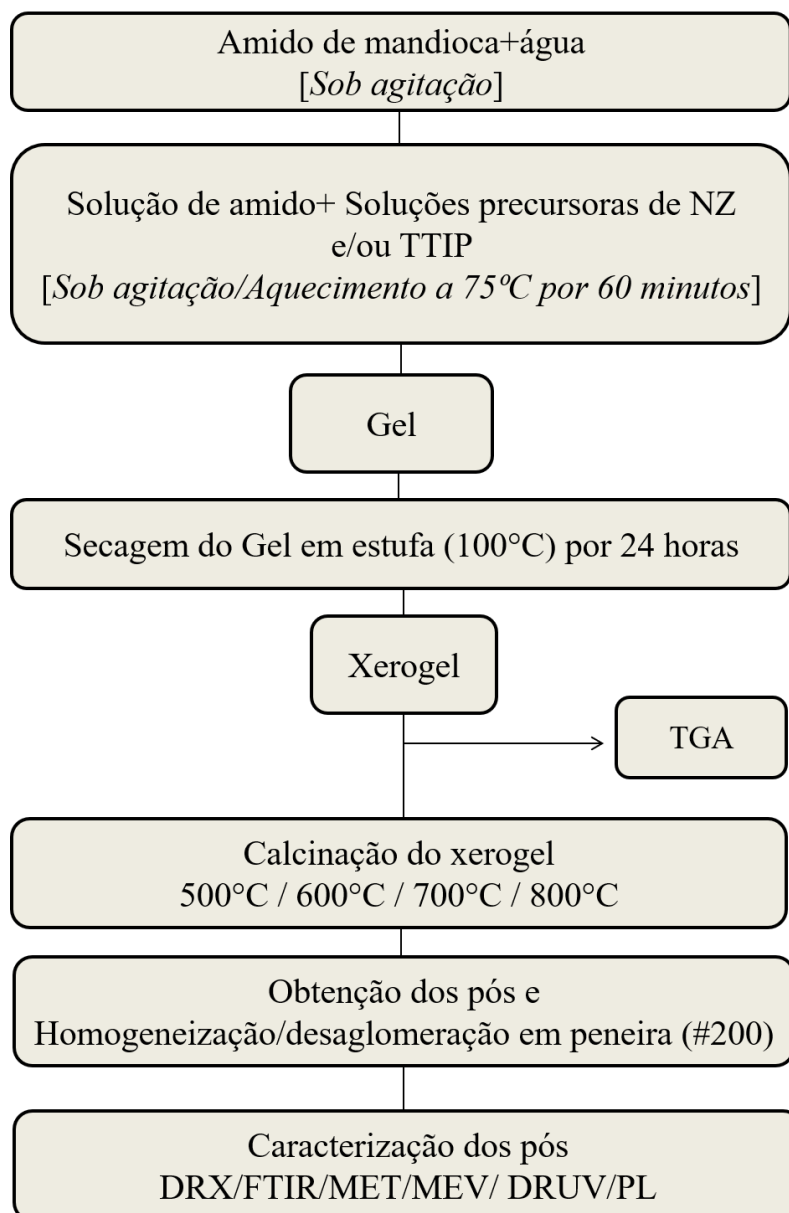 Amido de mandioca+água
[Sob agitação]
Solução de amido+ Soluções precursoras de NZ
e/ou TTIP
[Sob agitação/Aquecimento a 75ºC por 60 minutos]
Gel
Secagem do Gel em estufa (100°C) por 24 horas
Xerogel
TGA
Calcinação do xerogel
500°C / 600°C / 700°C / 800°C
Obtenção dos pós e
Homogeneização/desaglomeração em peneira (#200)
Caracterização dos pós
DRX/FTIR/MET/MEV/ DRUV/PL